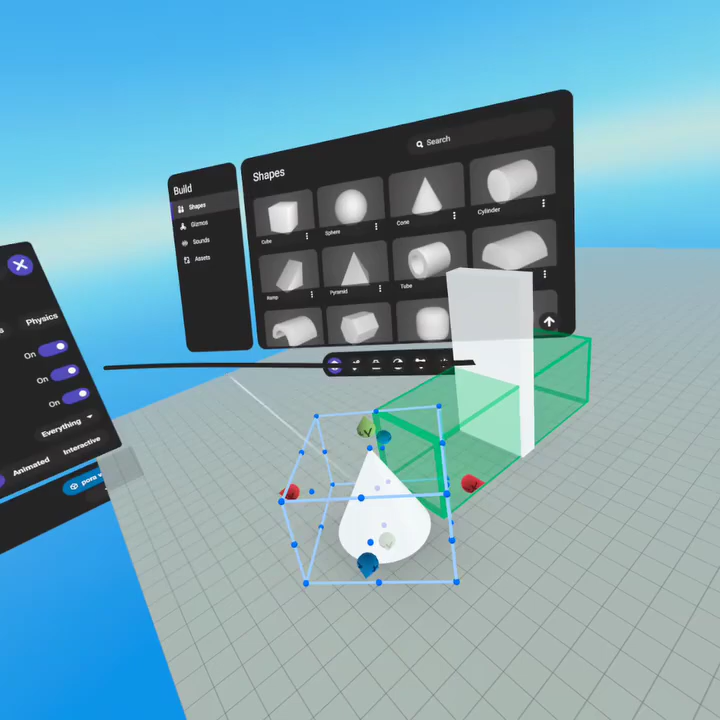 Build
Shapes
Gizmos
Sounds
Assets
Shapes
Search
Cube
Sphere
Cone
Cylinder
Ramp
Pyramid
Tube
Physics
On
On
On
Everything
Animated
Interactive
pora